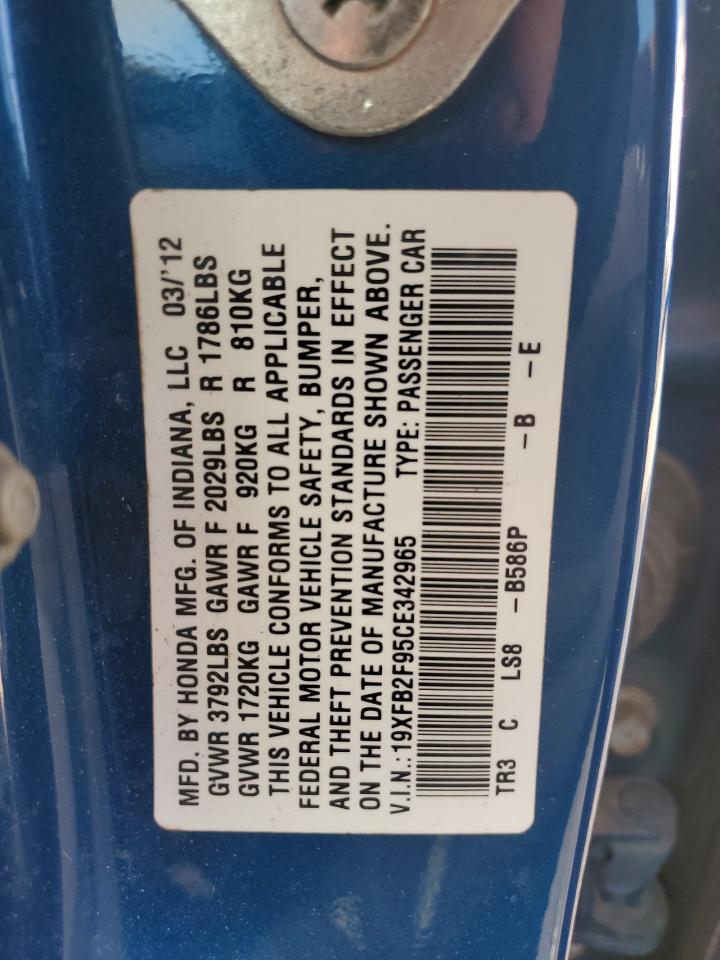 MFD. BY HONDA MFG. OF INDIANA, LLC 03/'12
GVWR 3792LBS GAWR F 2029LBS R 1786LBS
GVWR 1720KG GAWR F 920KG R 810KG
THIS VEHICLE CONFORMS TO ALL APPLICABLE
FEDERAL MOTOR VEHICLE SAFETY, BUMPER,
AND THEFT PREVENTION STANDARDS IN EFFECT
ON THE DATE OF MANUFACTURE SHOWN ABOVE.
V.I.N.:19XFB2F95CE342965 TYPE: PASSENGER CAR
TR3 C LS8 -B586P -B -E